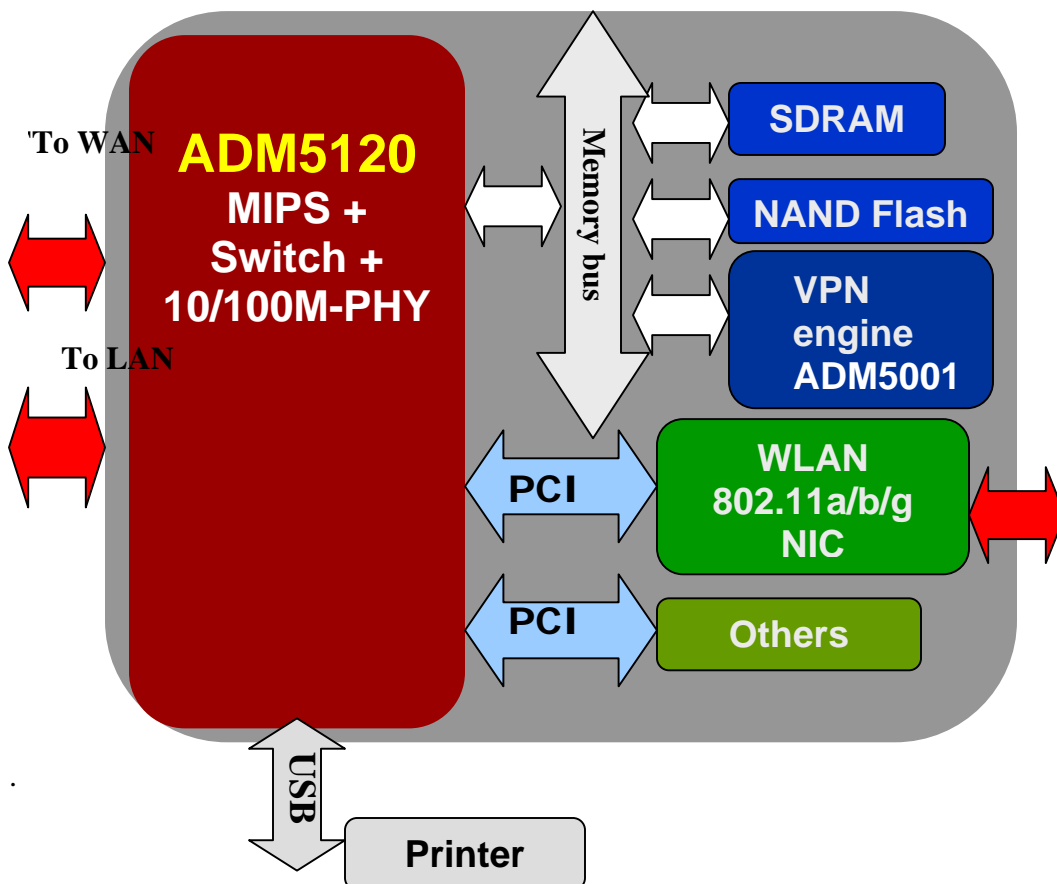 'To WAN
ADM5120
MIPS +
Switch +
10/100M-PHY
To LAN
Memory bus
SDRAM
NAND Flash
VPN
engine
ADM5001
PCI
WLAN
802.11a/b/g
NIC
PCI
Others
USB
.
Printer